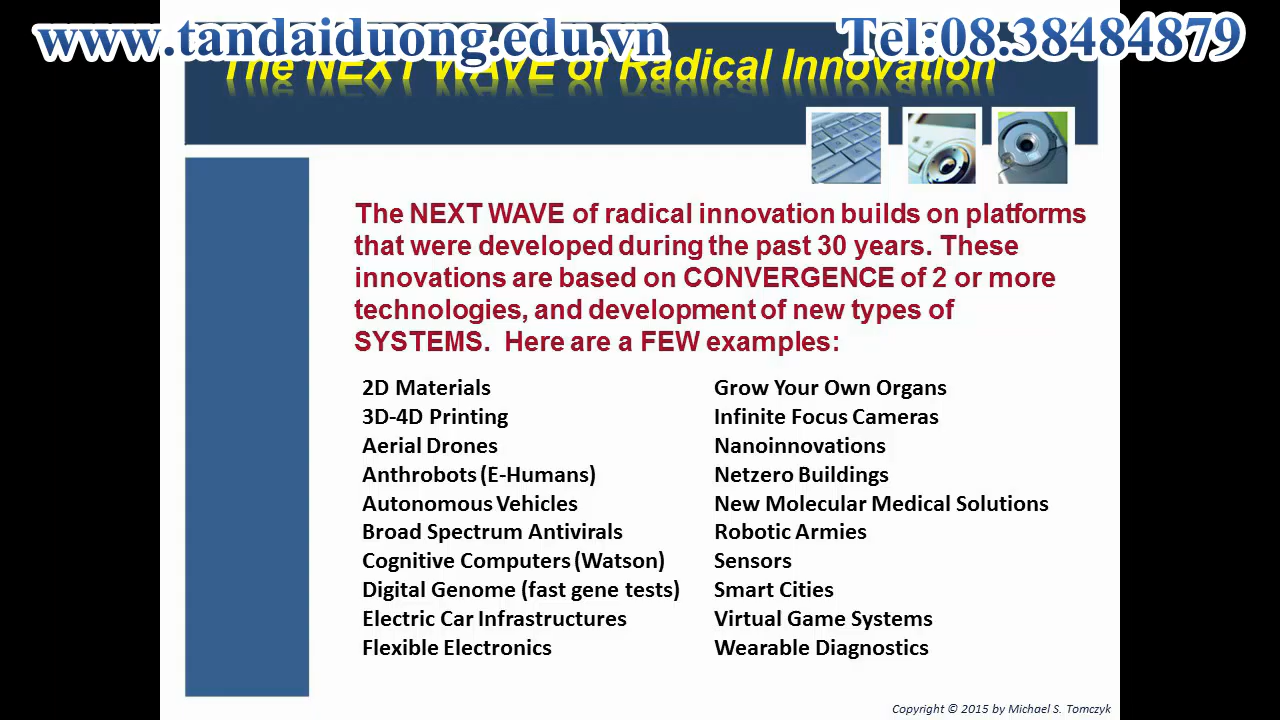 www.tandaiduong.edu.vn
Tel:08.38484879
The NEXT WAVE of Radical Innovation
The NEXT WAVE of radical innovation builds on platforms
that were developed during the past 30 years. These
innovations are based on CONVERGENCE of 2 or more
technologies, and development of new types of
SYSTEMS. Here are a FEW examples:
2D Materials
3D-4D Printing
Aerial Drones
Anthrobots (E-Humans)
Autonomous Vehicles
Broad Spectrum Antivirals
Cognitive Computers (Watson)
Digital Genome (fast gene tests)
Electric Car Infrastructures
Flexible Electronics
Grow Your Own Organs
Infinite Focus Cameras
Nanoinnovations
Netzero Buildings
New Molecular Medical Solutions
Robotic Armies
Sensors
Smart Cities
Virtual Game Systems
Wearable Diagnostics
Copyright © 2015 by Michael S. Tomczyk